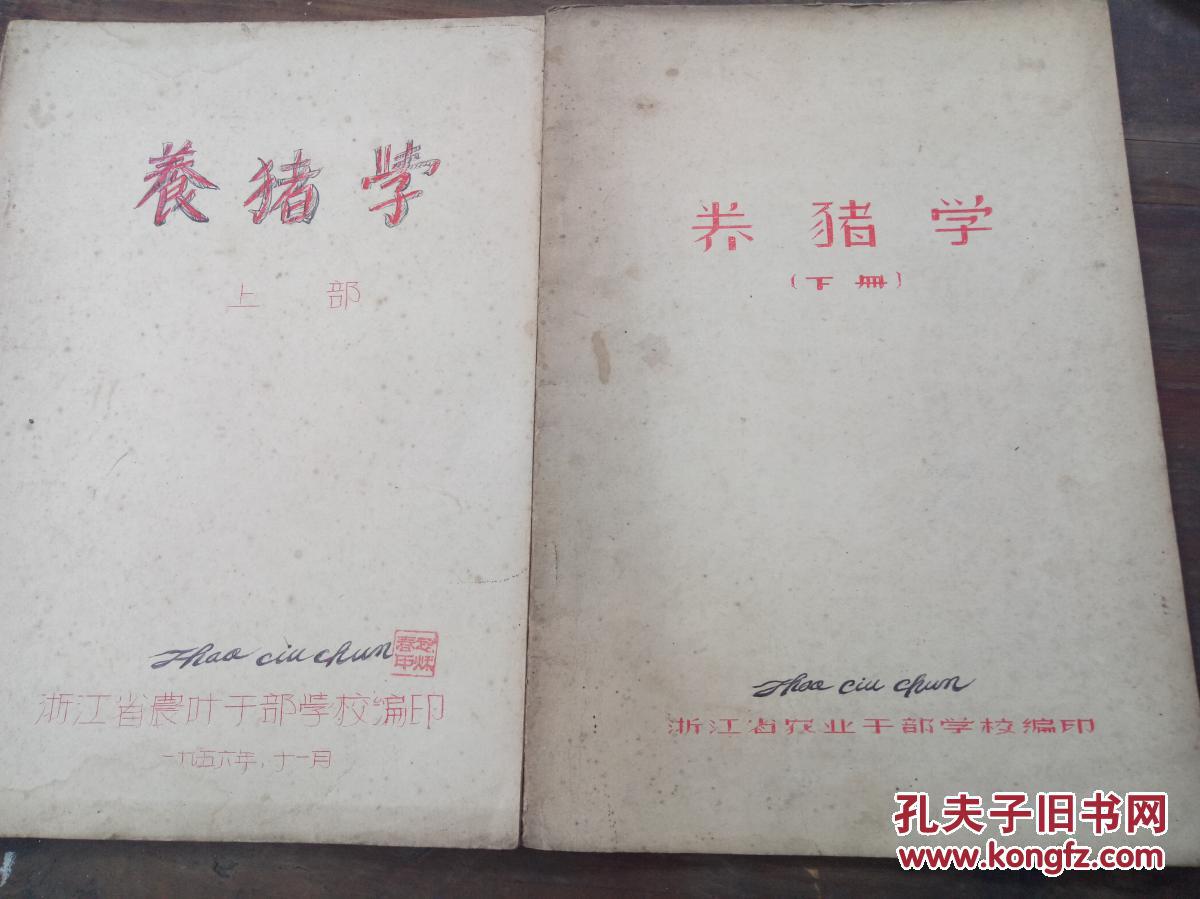 養猪学
上部
Zhao ciu chun
浙江省農叶干部学校编印
一九五六年,十一月
养猪学
(下册)
Zhao ciu chun
浙江省农业干部学校编印
孔夫子旧书网
www.kongfz.com